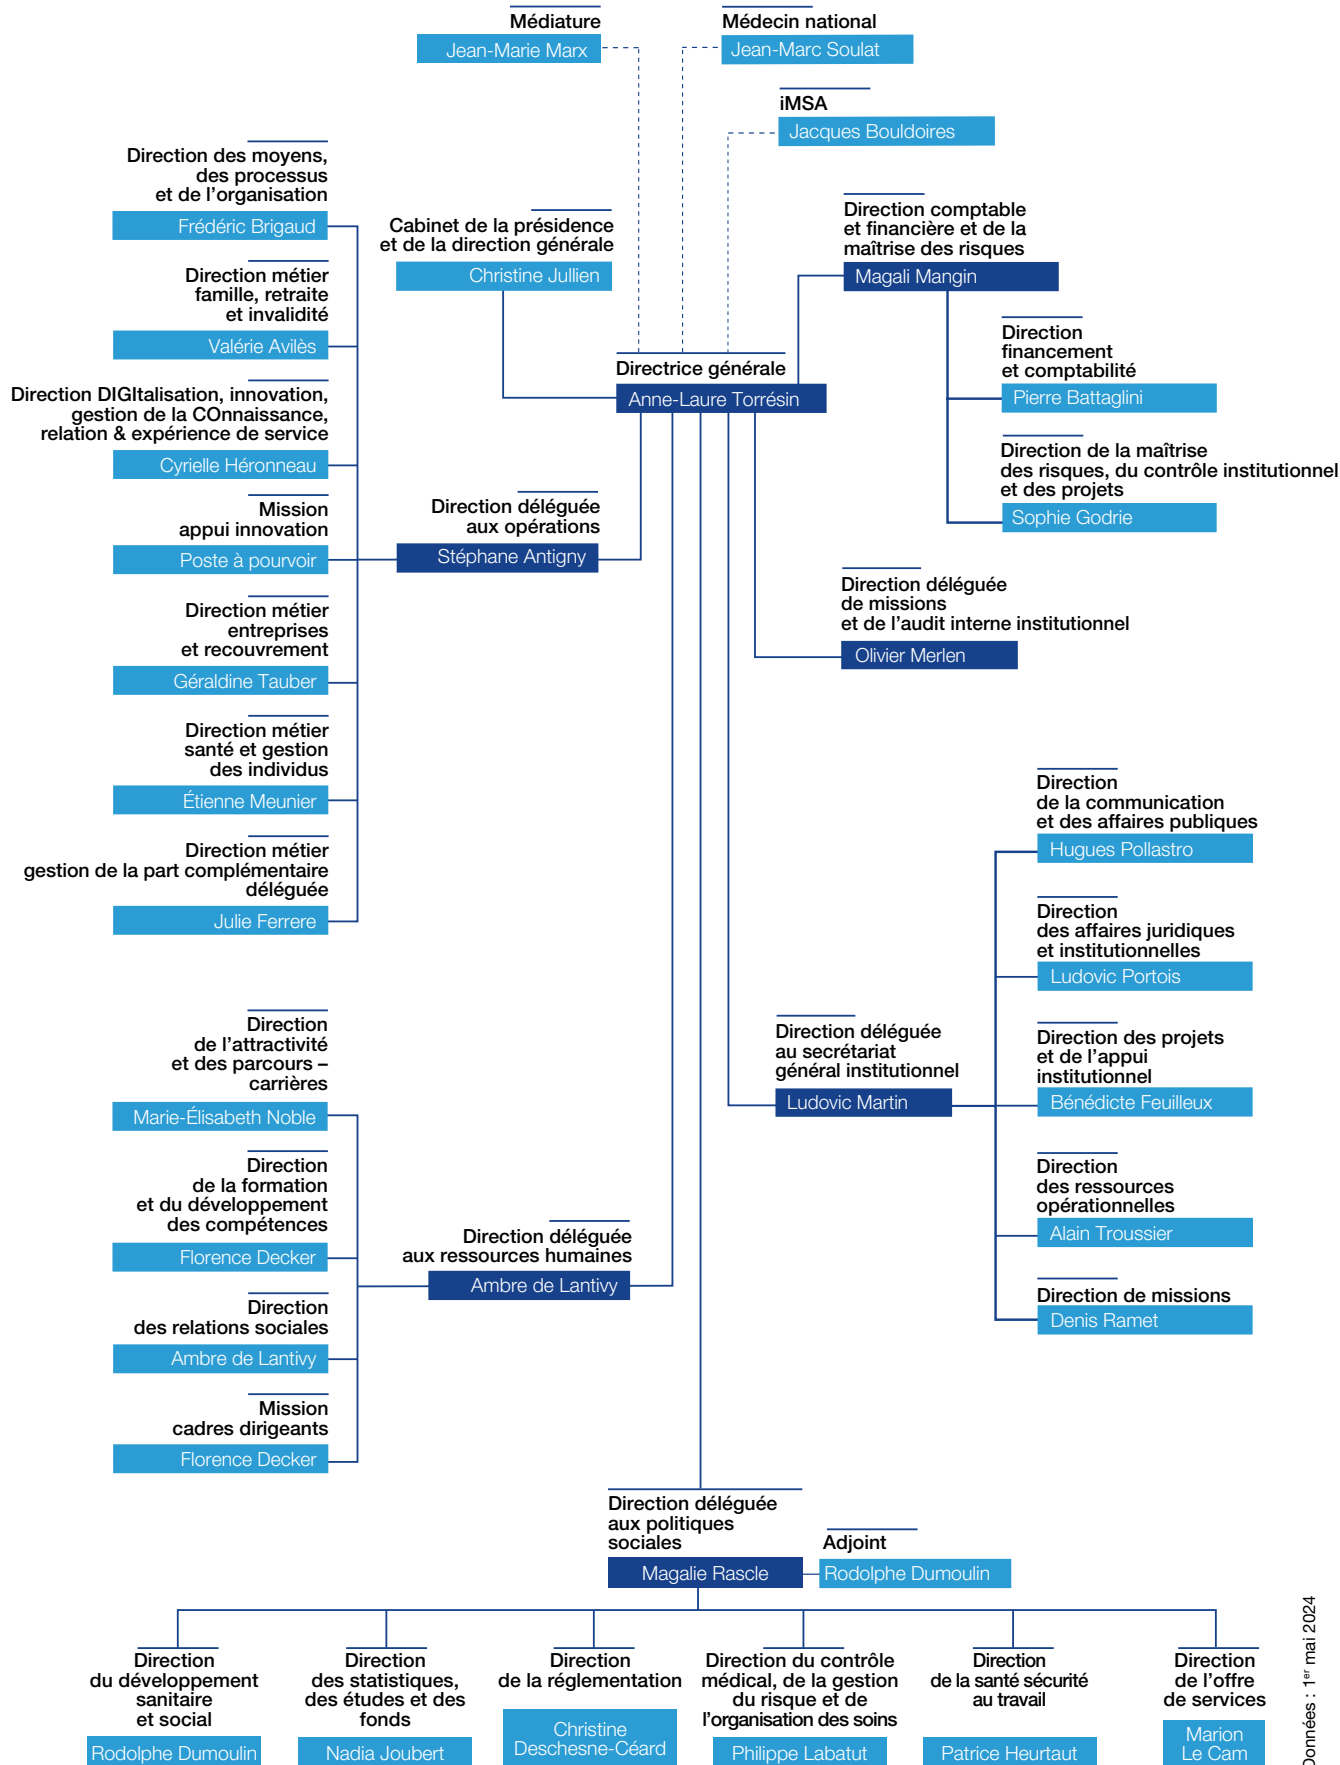 Médiature
Jean-Marie Marx
Médecin national
Jean-Marc Soulat
iMSA
Jacques Bouldoires
Direction des moyens,
des processus
et de l'organisation
Frédéric Brigaud
Direction métier
famille, retraite
et invalidité
Valérie Avilès
Direction DIGItalisation, innovation,
gestion de la COnnaissance,
relation & expérience de service
Cyrielle Héronneau
Mission
appui innovation
Poste à pourvoir
Direction métier
entreprises
et recouvrement
Géraldine Tauber
Direction métier
santé et gestion
des individus
Étienne Meunier
Direction métier
gestion de la part complémentaire
déléguée
Julie Ferrere
Cabinet de la présidence
et de la direction générale
Christine Jullien
Directrice générale
Anne-Laure Torrésin
Direction déléguée
aux opérations
Stéphane Antigny
Direction comptable
et financière et de la
maîtrise des risques
Magali Mangin
Direction
financement
et comptabilité
Pierre Battaglini
Direction de la maîtrise
des risques, du contrôle institutionnel
et des projets
Sophie Godrie
Direction déléguée
de missions
et de l'audit interne institutionnel
Olivier Merlen
Direction
de la communication
et des affaires publiques
Hugues Pollastro
Direction
des affaires juridiques
et institutionnelles
Ludovic Portois
Direction déléguée
au secrétariat
général institutionnel
Ludovic Martin
Direction des projets
et de l'appui
institutionnel
Bénédicte Feuilleux
Direction
des ressources
opérationnelles
Alain Troussier
Direction de missions
Denis Ramet
Direction
de l'attractivité
et des parcours –
carrières
Marie-Élisabeth Noble
Direction
de la formation
et du développement
des compétences
Florence Decker
Direction
des relations sociales
Ambre de Lantivy
Mission
cadres dirigeants
Florence Decker
Direction déléguée
aux ressources humaines
Ambre de Lantivy
Direction déléguée
aux politiques
sociales
Magalie Rascle
Adjoint
Rodolphe Dumoulin
Direction
du développement
sanitaire
et social
Rodolphe Dumoulin
Direction
des statistiques,
des études et des
fonds
Nadia Joubert
Direction
de la réglementation
Christine
Deschesne-Céard
Direction du contrôle
médical, de la gestion
du risque et de
l'organisation des soins
Philippe Labatut
Direction
de la santé sécurité
au travail
Patrice Heurtaut
Direction
de l'offre
de services
Marion
Le Cam
Données : 1er mai 2024